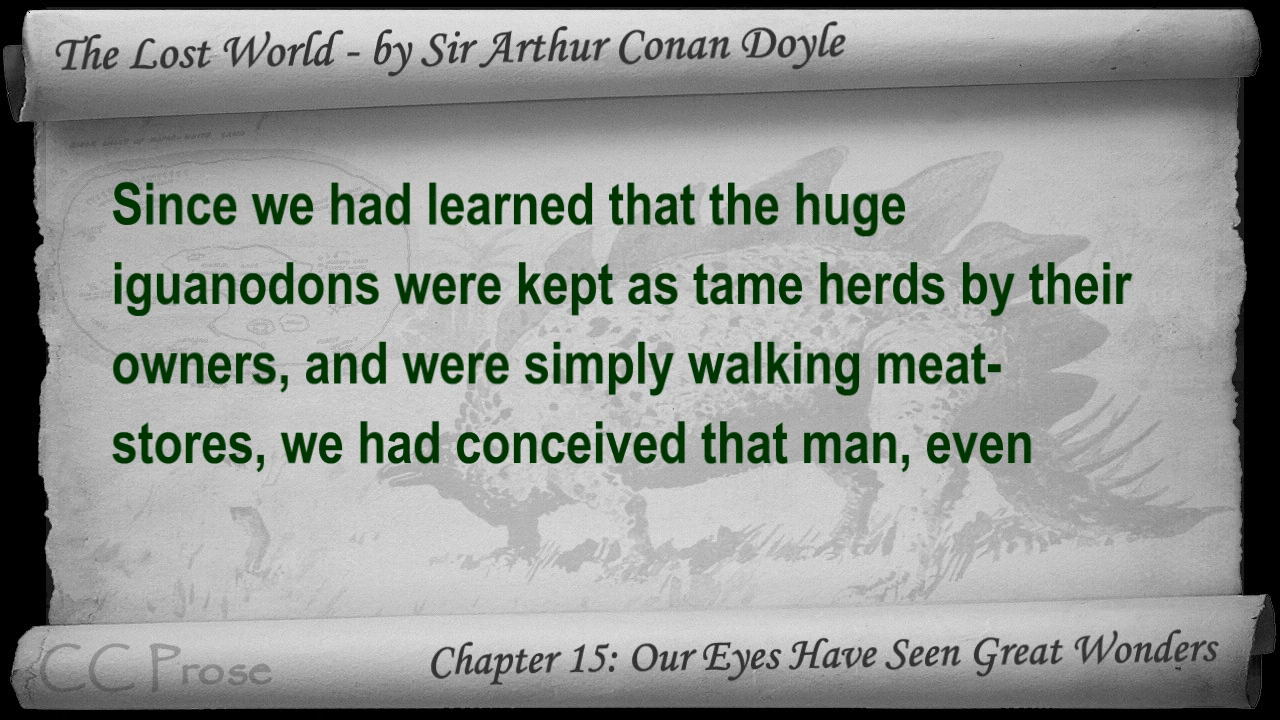 The Lost World - by Sir Arthur Conan Doyle
Since we had learned that the huge
iguanodons were kept as tame herds by their
owners, and were simply walking meat-
stores, we had conceived that man, even
CC Prose
Chapter 15: Our Eyes Have Seen Great Wonders